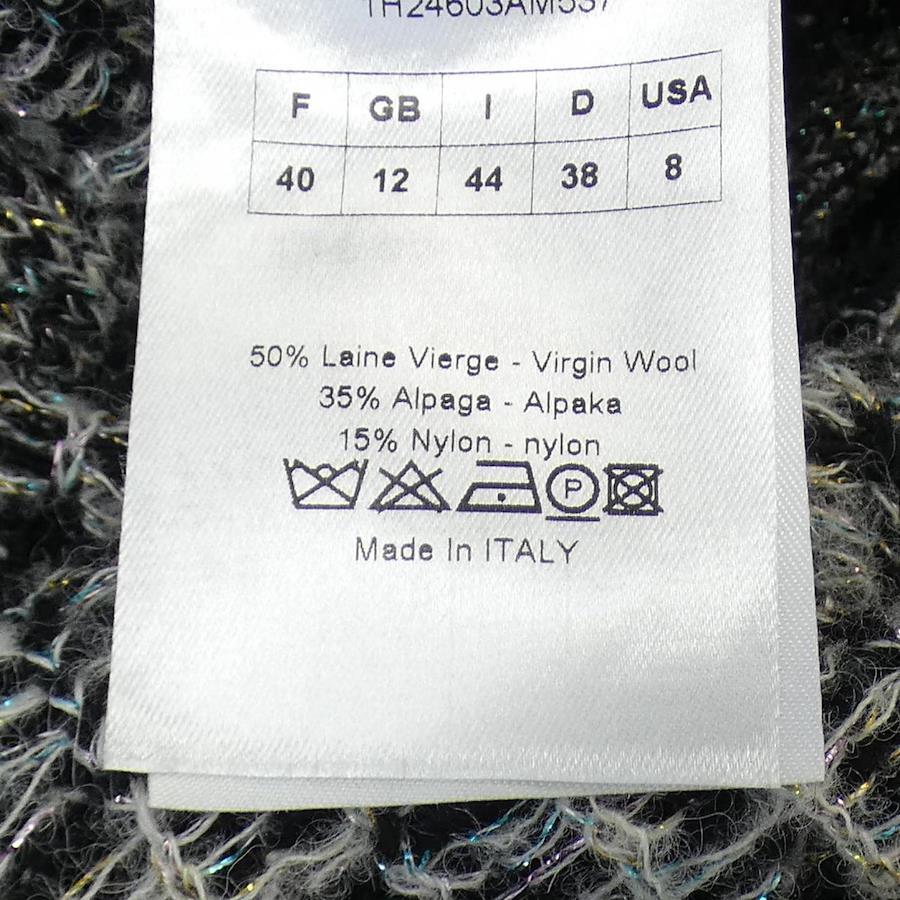 TH24603AM537
F GB I D USA
40 12 44 38 8
50% Laine Vierge - Virgin Wool
35% Alpaga - Alpaka
15% Nylon - nylon
P
Made In ITALY